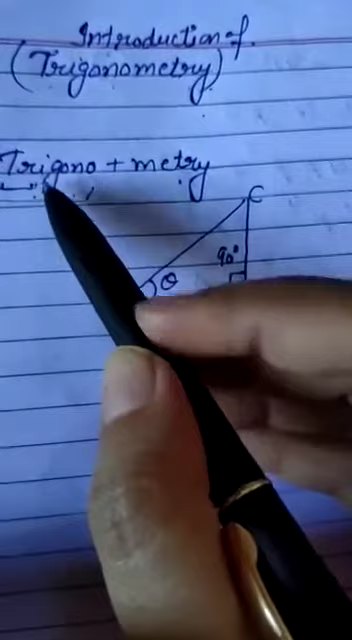 Introduction of.
(Trigonometry)
Trigono + metry
C
90°
θ